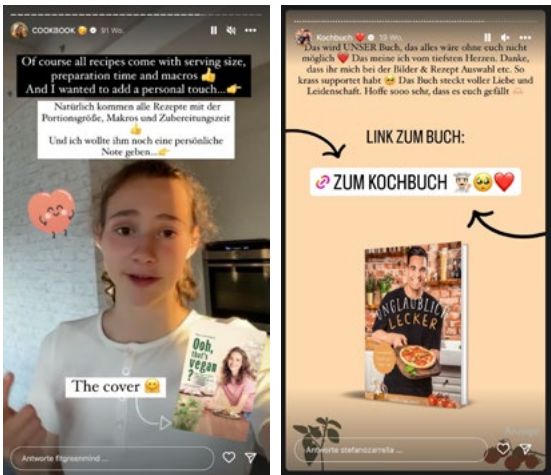 COOKBOOK 91 Wo.
Of course all recipes come with serving size,
preparation time and macros 👍
And I wanted to add a personal touch...👉
Natürlich kommen alle Rezepte mit der
Portionsgröße, Makros und Zubereitungszeit
👍
Und ich wollte ihm noch eine persönliche
Note geben...👉
Ooh,
that's
vegan?
The cover 🤗
Antworte fitgreenmind ...
Kochbuch ❤️ 19 Wo.
Das wird UNSER Buch, das alles wäre ohne euch nicht
möglich ❤️ Das meine ich vom tiefsten Herzen. Danke,
dass ihr mich bei der Bilder & Rezept Auswahl etc. So
krass supportet habt 🥹 Das Buch steckt voller Liebe und
Leidenschaft. Hoffe sooo sehr, dass es euch gefällt 🫶🏻
LINK ZUM BUCH:
ZUM KOCHBUCH 👨🏻‍🍳🥹❤️
UNGLAUBLICH
LECKER
Anzeige
Antworte stefanozarrella ...